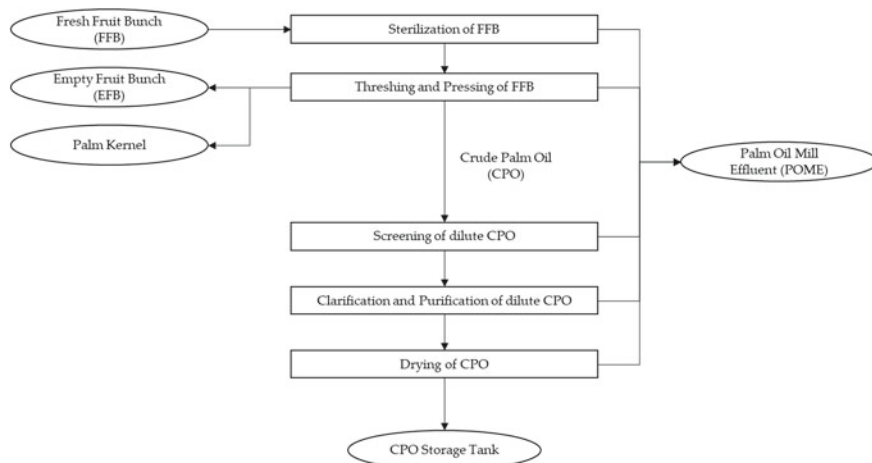 Fresh Fruit Bunch
(FFB)
Sterilization of FFB
Empty Fruit Bunch
(EFB)
Threshing and Pressing of FFB
Palm Kernel
Crude Palm Oil
(CPO)
Palm Oil Mill
Effluent (POME)
Screening of dilute CPO
Clarification and Purification of dilute CPO
Drying of CPO
CPO Storage Tank